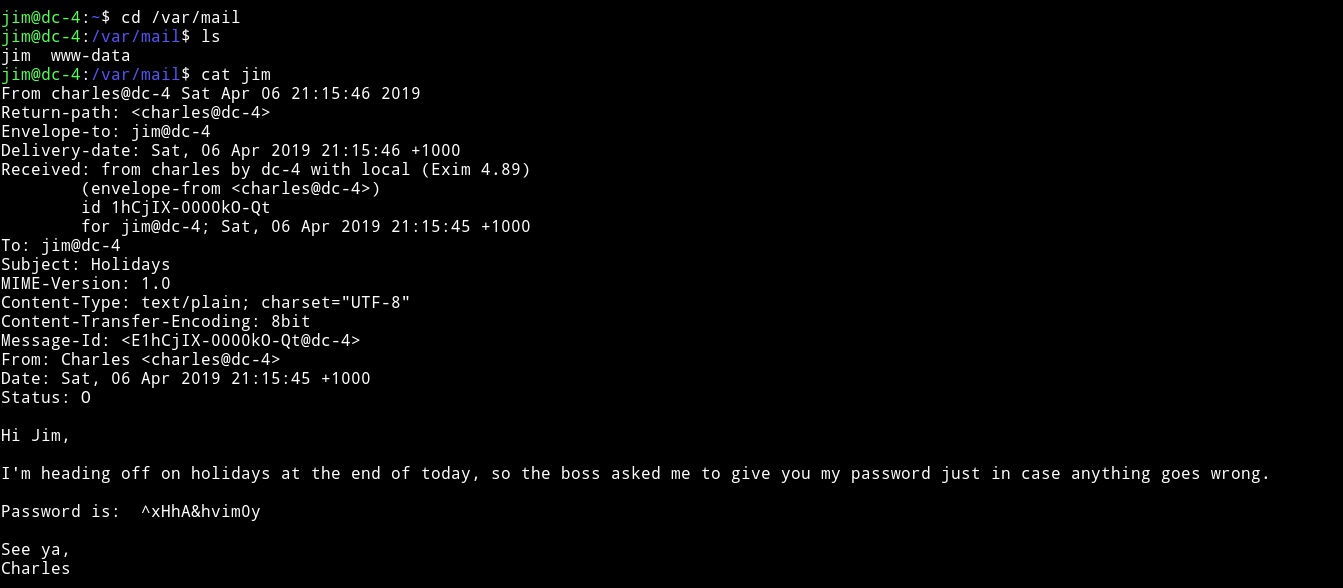 jim@dc-4:~$ cd /var/mail
jim@dc-4:/var/mail$ ls
jim  www-data
jim@dc-4:/var/mail$ cat jim
From charles@dc-4 Sat Apr 06 21:15:46 2019
Return-path: <charles@dc-4>
Envelope-to: jim@dc-4
Delivery-date: Sat, 06 Apr 2019 21:15:46 +1000
Received: from charles by dc-4 with local (Exim 4.89)
        (envelope-from <charles@dc-4>)
        id 1hCjIX-0000kO-Qt
        for jim@dc-4; Sat, 06 Apr 2019 21:15:45 +1000
To: jim@dc-4
Subject: Holidays
MIME-Version: 1.0
Content-Type: text/plain; charset="UTF-8"
Content-Transfer-Encoding: 8bit
Message-Id: <E1hCjIX-0000kO-Qt@dc-4>
From: Charles <charles@dc-4>
Date: Sat, 06 Apr 2019 21:15:45 +1000
Status: O

Hi Jim,

I'm heading off on holidays at the end of today, so the boss asked me to give you my password just in case anything goes wrong.

Password is:  ^xHhA&hvim0y

See ya,
Charles